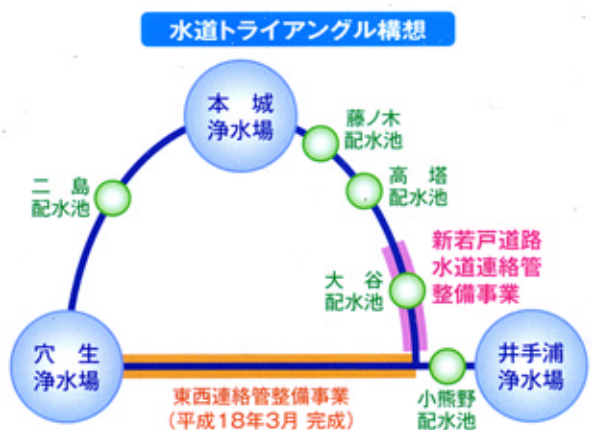 水道トライアングル構想
本城
浄水場
藤ノ木
配水池
高塔
配水池
二島
配水池
新若戸道路
水道連絡管
整備事業
大谷
配水池
穴生
浄水場
井手浦
浄水場
東西連絡管整備事業
(平成18年3月 完成)
小熊野
配水池